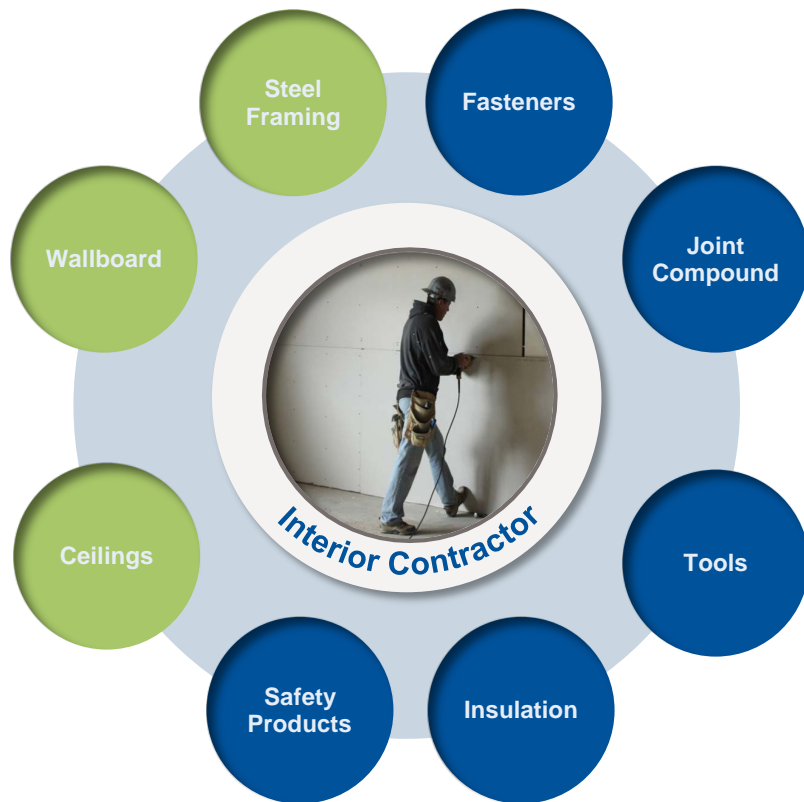 Steel
Framing
Fasteners
Wallboard
Joint
Compound
Interior Contractor
Ceilings
Tools
Safety
Products
Insulation